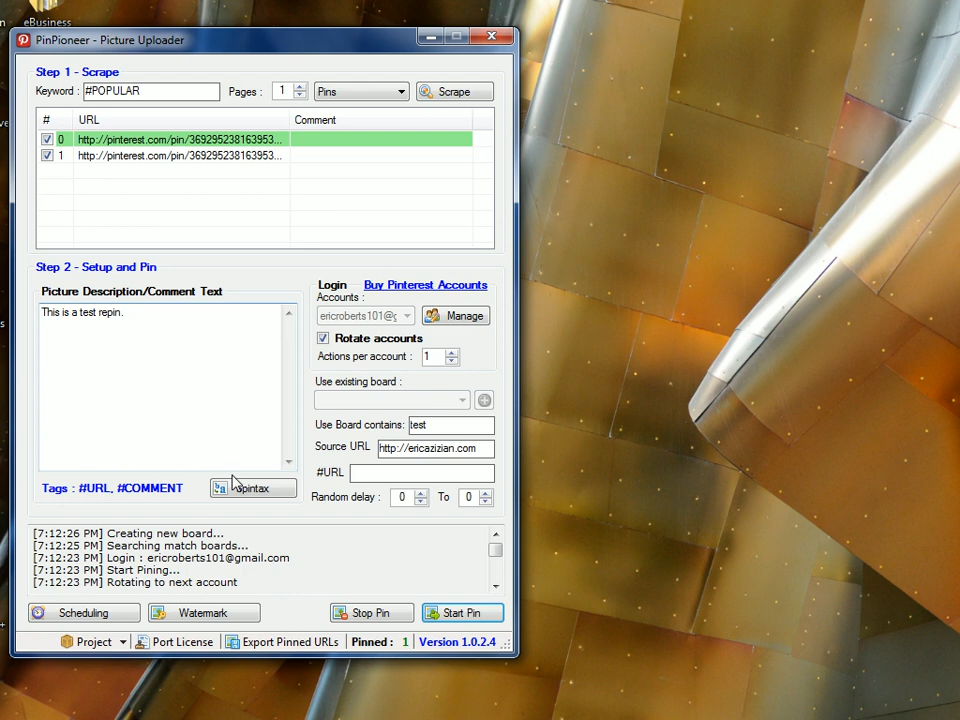 eBusiness
PinPioneer - Picture Uploader
Step 1 - Scrape
Keyword : #POPULAR Pages : 1 Pins Scrape
# URL Comment
0 http://pinterest.com/pin/369295238163953...
1 http://pinterest.com/pin/369295238163953...
Step 2 - Setup and Pin
Picture Description/Comment Text
This is a test repin.
Tags : #URL, #COMMENT Spintax
Login Buy Pinterest Accounts
Accounts :
ericroberts101@g Manage
Rotate accounts
Actions per account : 1
Use existing board :
Use Board contains: test
Source URL http://ericazizian.com
#URL
Random delay : 0 To 0
[7:12:26 PM] Creating new board...
[7:12:25 PM] Searching match boards...
[7:12:23 PM] Login : ericroberts101@gmail.com
[7:12:23 PM] Start Pining...
[7:12:23 PM] Rotating to next account
Scheduling Watermark Stop Pin Start Pin
Project Port License Export Pinned URLs Pinned : 1 Version 1.0.2.4